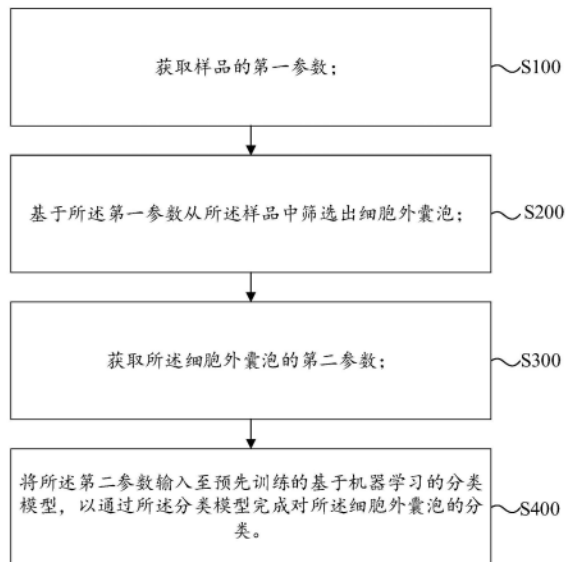 获取样品的第一参数；
S100
基于所述第一参数从所述样品中筛选出细胞外囊泡；
S200
获取所述细胞外囊泡的第二参数；
S300
将所述第二参数输入至预先训练的基于机器学习的分类
模型，以通过所述分类模型完成对所述细胞外囊泡的分
类。
S400